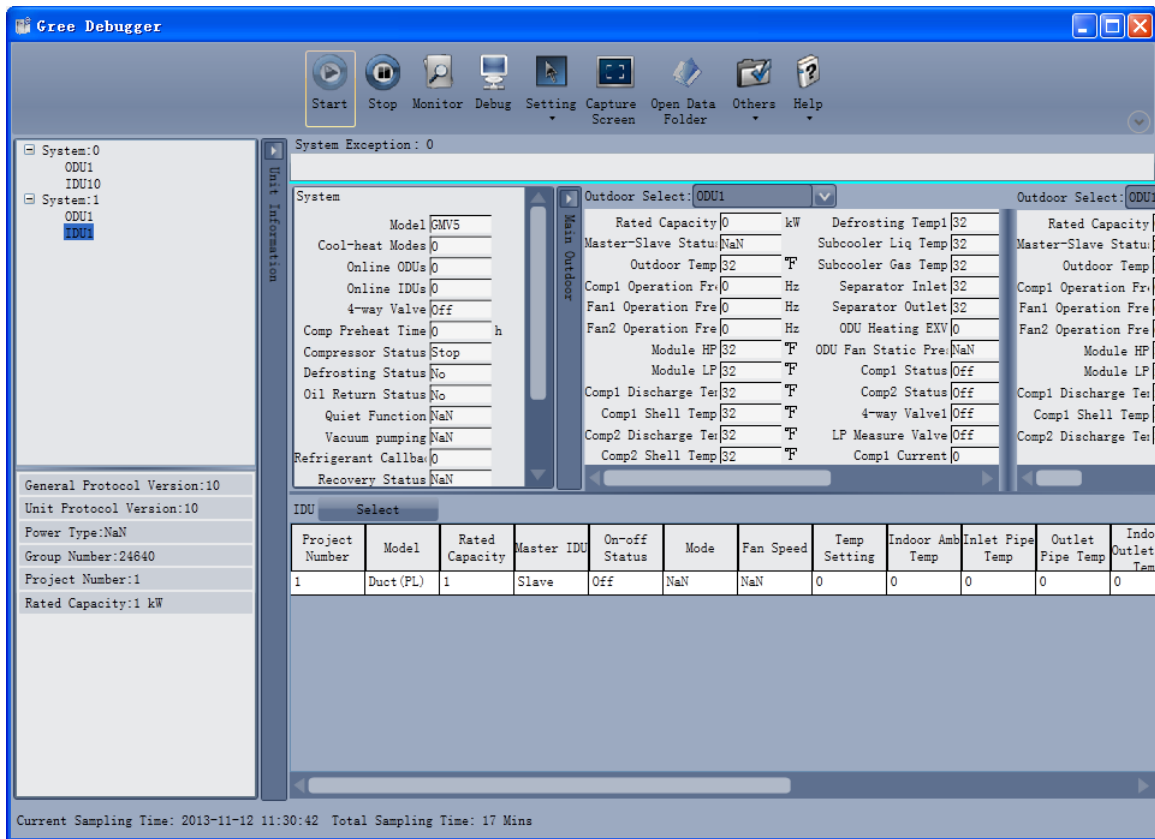 Gree Debugger
Start Stop Monitor Debug Setting Capture Screen Open Data Folder Others Help
System:0
ODU1
IDU10
System:1
ODU1
IDU1
General Protocol Version:10
Unit Protocol Version:10
Power Type:NaN
Group Number:24640
Project Number:1
Rated Capacity:1 kW
Unit Information
System Exception: 0
System
Model GMV5
Cool-heat Modes 0
Online ODUs 0
Online IDUs 0
4-way Valve Off
Comp Preheat Time 0 h
Compressor Status Stop
Defrosting Status No
Oil Return Status No
Quiet Function NaN
Vacuum pumping NaN
Refrigerant Callba 0
Recovery Status NaN
Main Outdoor
Outdoor Select: ODU1
Rated Capacity 0 kW Defrosting Temp1 32
Master-Slave Statu NaN Subcooler Liq Temp 32
Outdoor Temp 32 ℉ Subcooler Gas Temp 32
Comp1 Operation Fre 0 Hz Separator Inlet 32
Fan1 Operation Fre 0 Hz Separator Outlet 32
Fan2 Operation Fre 0 Hz ODU Heating EXV 0
Module HP 32 ℉ ODU Fan Static Pre NaN
Module LP 32 ℉ Comp1 Status Off
Comp1 Discharge Te 32 ℉ Comp2 Status Off
Comp1 Shell Temp 32 ℉ 4-way Valve1 Off
Comp2 Discharge Te 32 ℉ LP Measure Valve Off
Comp2 Shell Temp 32 ℉ Comp1 Current 0
Outdoor Select: ODU1
Rated Capacity
Master-Slave Statu
Outdoor Temp
Comp1 Operation Fr
Fan1 Operation Fre
Fan2 Operation Fre
Module HP
Module LP
Comp1 Discharge Te
Comp1 Shell Temp
Comp2 Discharge Te
IDU Select
Project Number Model Rated Capacity Master IDU On-off Status Mode Fan Speed Temp Setting Indoor Amb Temp Inlet Pipe Temp Outlet Pipe Temp Indo Outlet Tem
1 Duct(PL) 1 Slave Off NaN NaN 0 0 0 0 0
Current Sampling Time: 2013-11-12 11:30:42 Total Sampling Time: 17 Mins